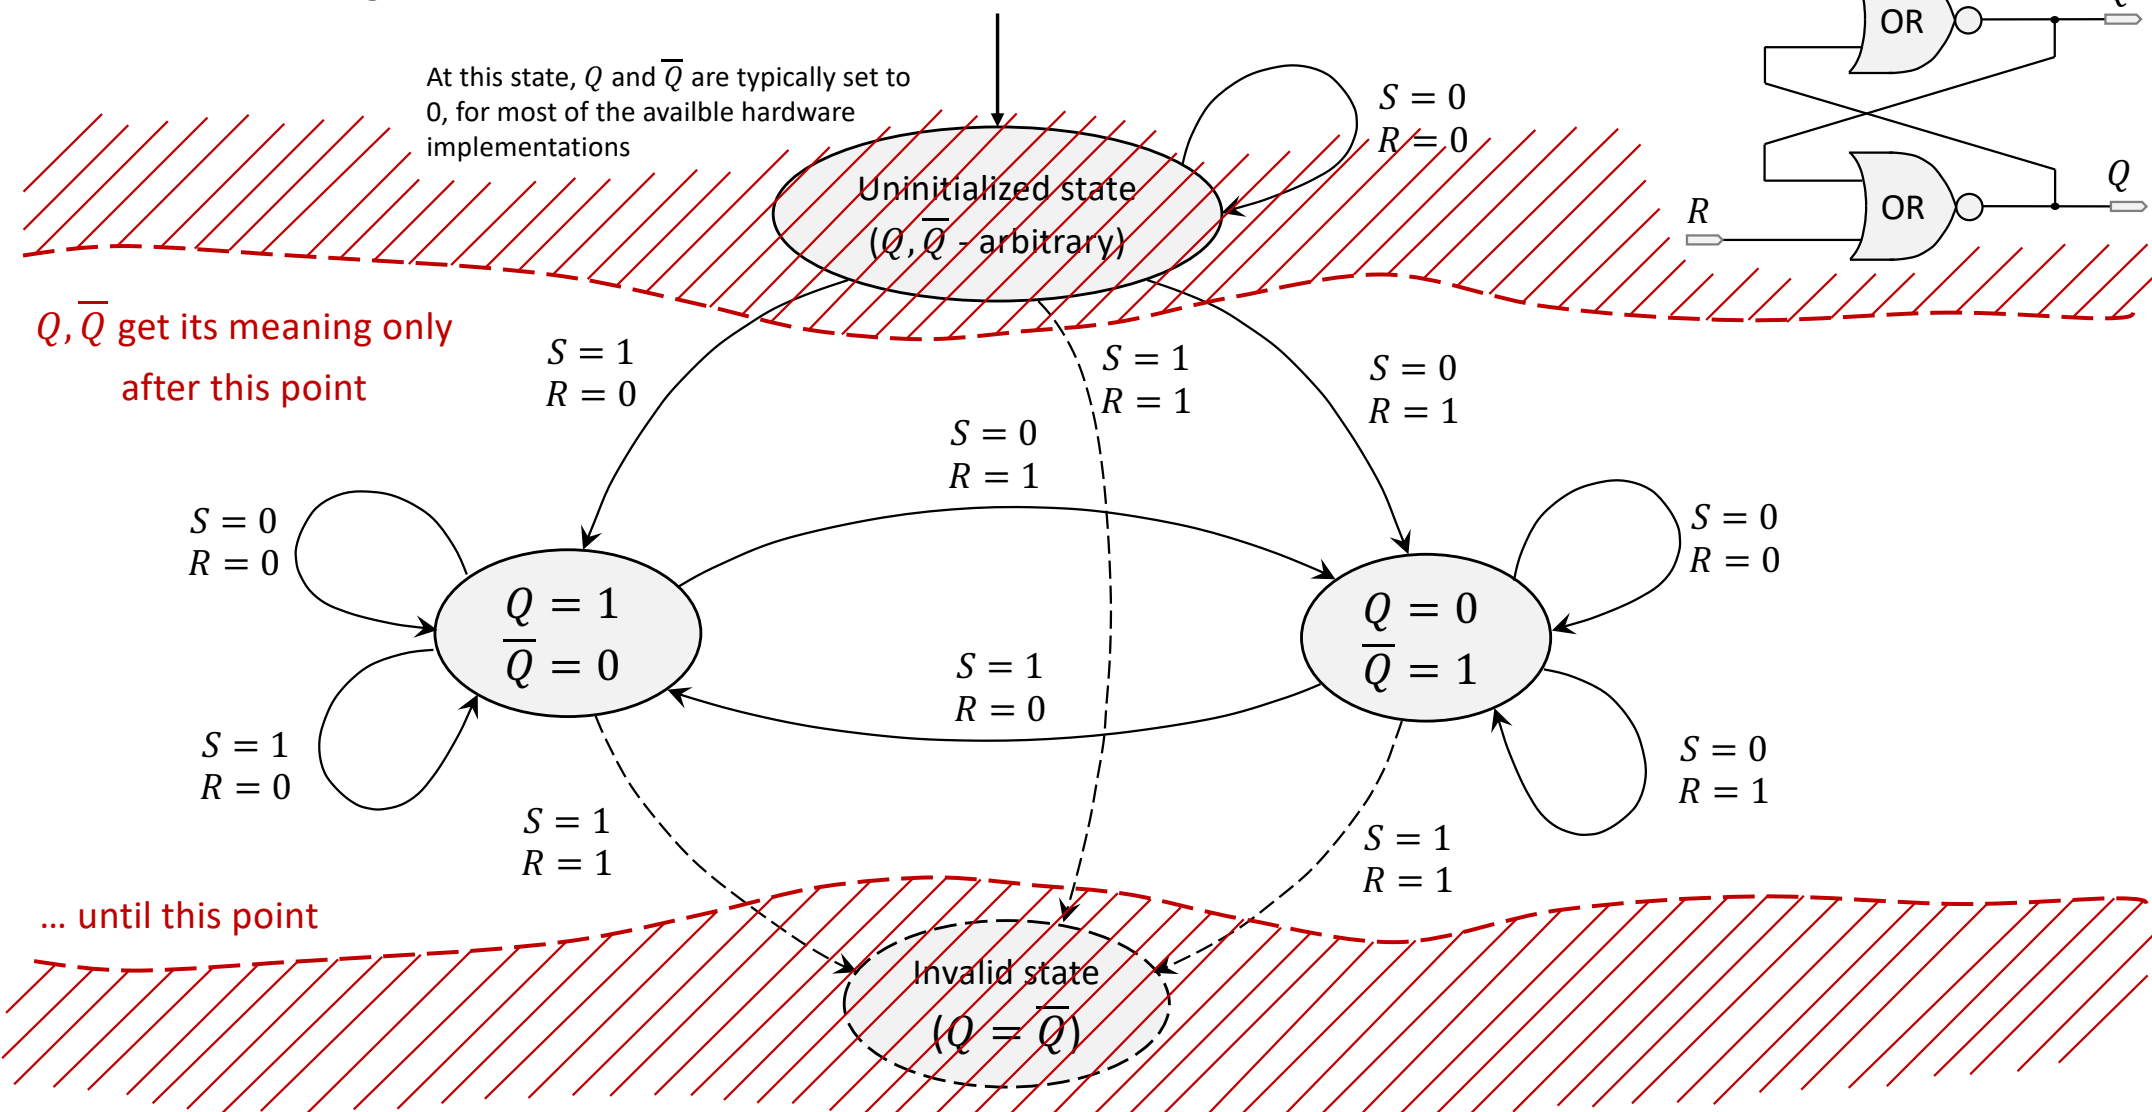 At this state, Q and Q̅ are typically set to
0, for most of the availble hardware
implementations
S = 0
R = 0
OR
Uninitialized state
(Q, Q̅ - arbitrary)
OR
Q
R
Q, Q̅ get its meaning only
after this point
S = 1
R = 0
S = 1
R = 1
S = 0
R = 1
S = 0
R = 1
S = 0
R = 0
S = 0
R = 0
Q = 1
Q̅ = 0
Q = 0
Q̅ = 1
S = 1
R = 0
S = 1
R = 0
S = 0
R = 1
S = 1
R = 1
S = 1
R = 1
... until this point
Invalid state
(Q = Q̅)